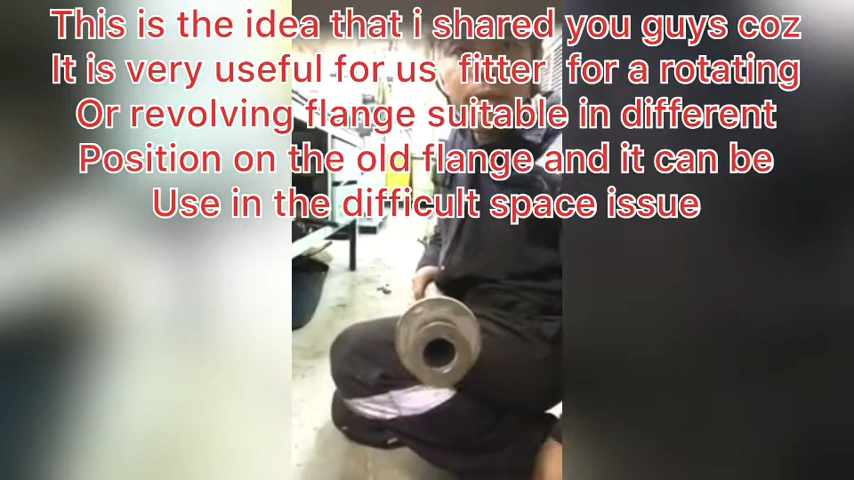 This is the idea that i shared you guys coz
It is very useful for us fitter for a rotating
Or revolving flange suitable in different
Position on the old flange and it can be
Use in the difficult space issue